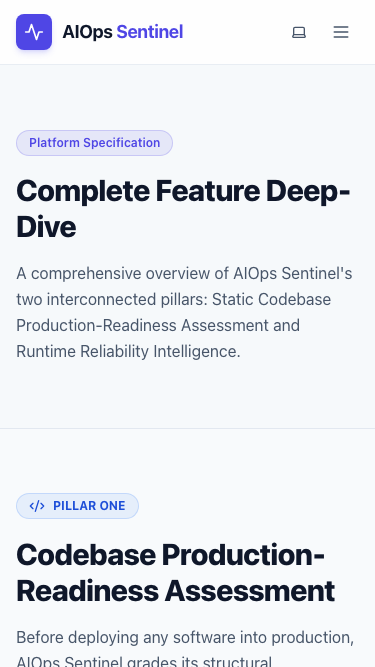 AIOps Sentinel
Platform Specification
Complete Feature Deep-
Dive
A comprehensive overview of AIOps Sentinel's
two interconnected pillars: Static Codebase
Production-Readiness Assessment and
Runtime Reliability Intelligence.
PILLAR ONE
Codebase Production-
Readiness Assessment
Before deploying any software into production,
AIOps Sentinel grades its structural